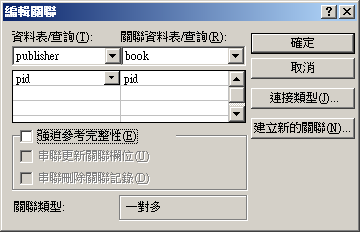 編輯關聯
資料表/查詢(T): 關聯資料表/查詢(R):
publisher book
pid pid
強迫參考完整性(E)
串聯更新關聯欄位(U)
串聯刪除關聯記錄(D)
關聯類型: 一對多
確定
取消
連接類型(J)...
建立新的關聯(N)...